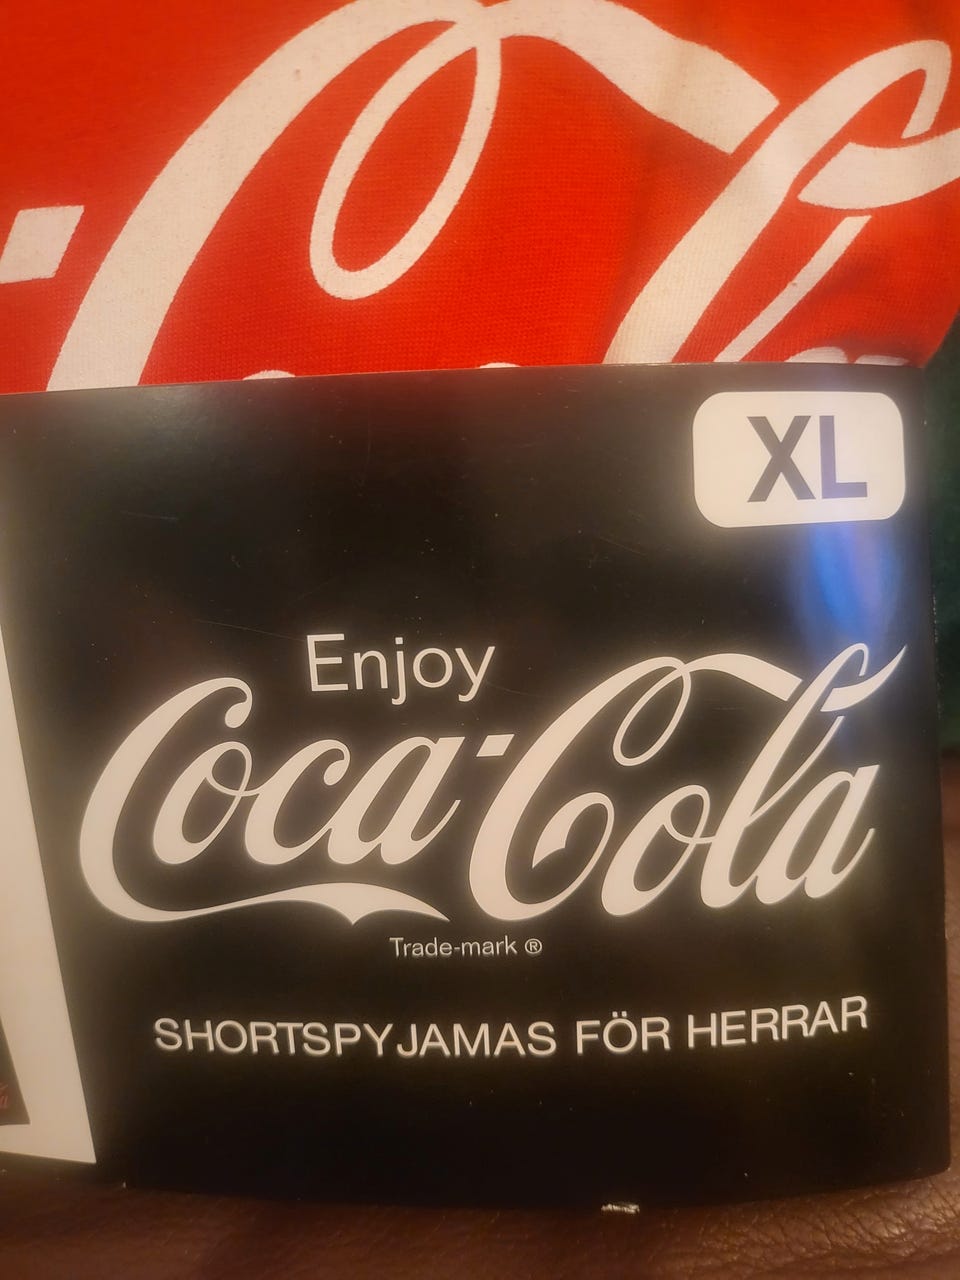 XL
Enjoy
Coca-Cola
Trade-mark ®
SHORTSPYJAMAS FÖR HERRAR